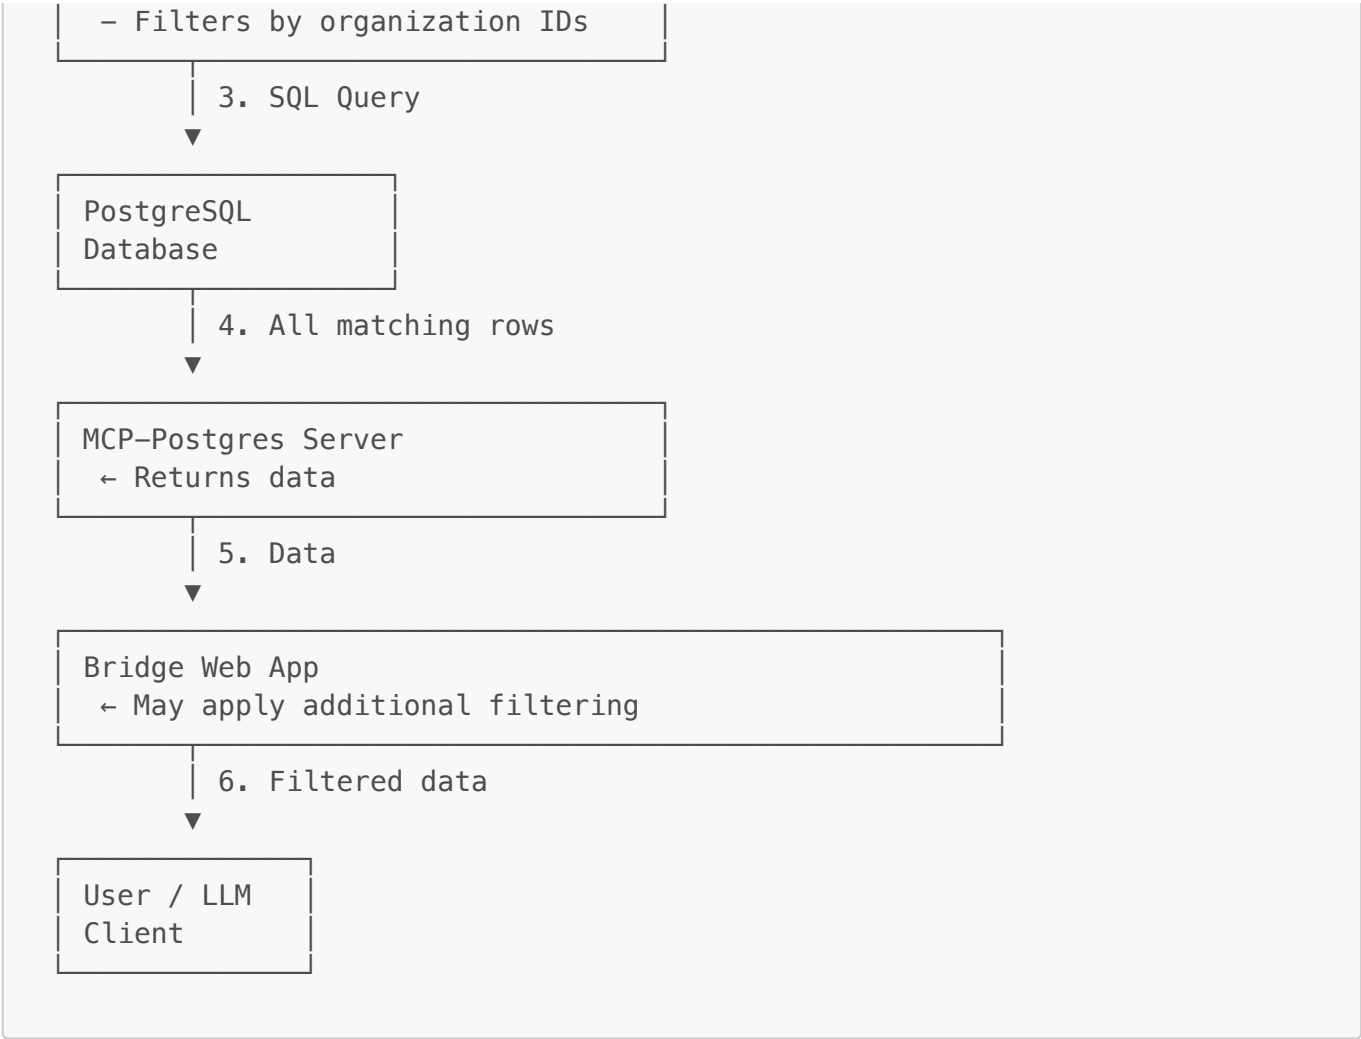 - Filters by organization IDs
3. SQL Query
PostgreSQL
Database
4. All matching rows
MCP-Postgres Server
← Returns data
5. Data
Bridge Web App
← May apply additional filtering
6. Filtered data
User / LLM
Client